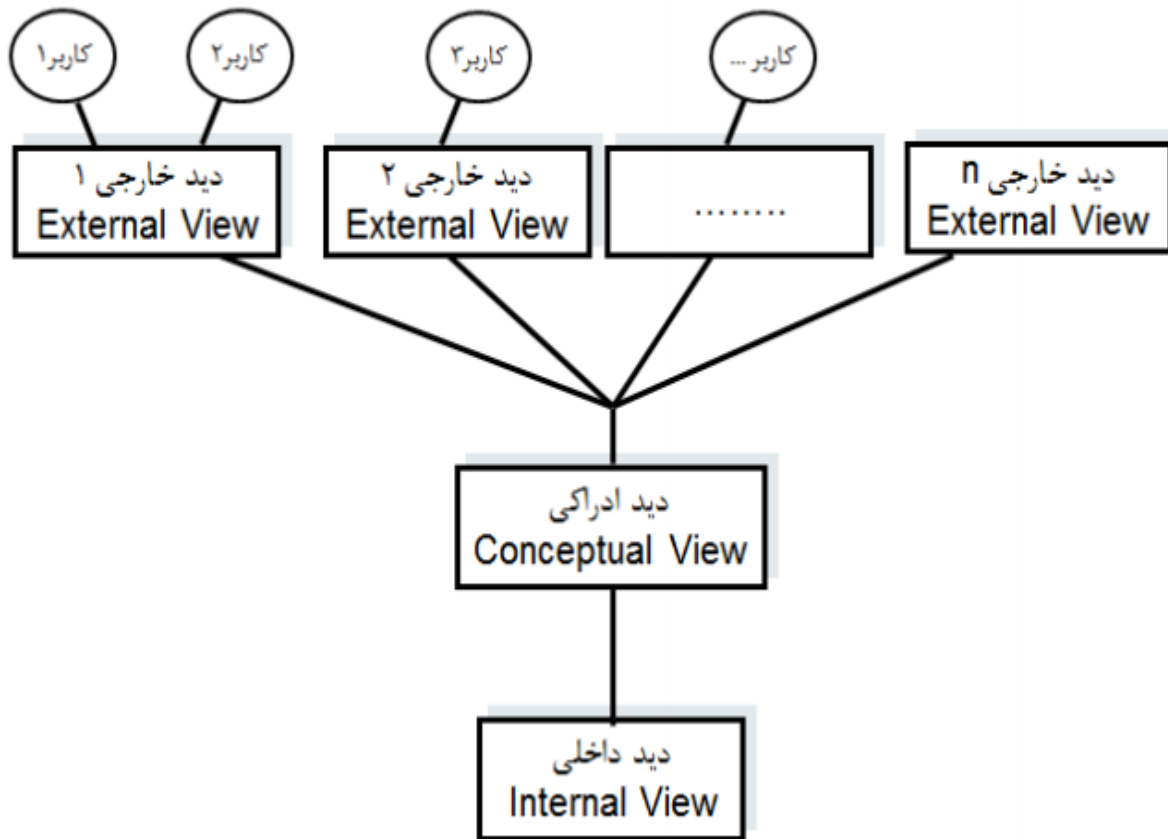 کاربر۱
کاربر۲
کاربر۳
کاربر ...
دید خارجی ۱
External View
دید خارجی ۲
External View
........
دید خارجی n
External View
دید ادراکی
Conceptual View
دید داخلی
Internal View